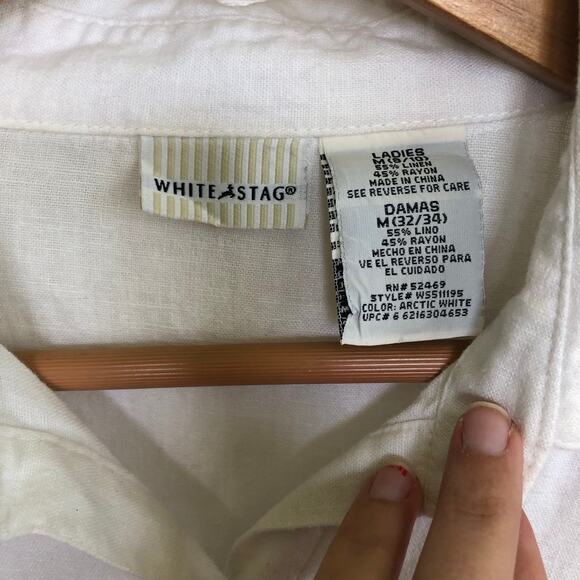 WHITE STAG®
LADIES
M (8/10)
55% LINEN
45% RAYON
MADE IN CHINA
SEE REVERSE FOR CARE
DAMAS
M (32/34)
55% LINO
45% RAYON
MECHO EN CHINA
VE EL REVERSO PARA
EL CUIDADO
RN# 52469
STYLE# WS511195
COLOR: ARCTIC WHITE
UPC# 6 6216304653